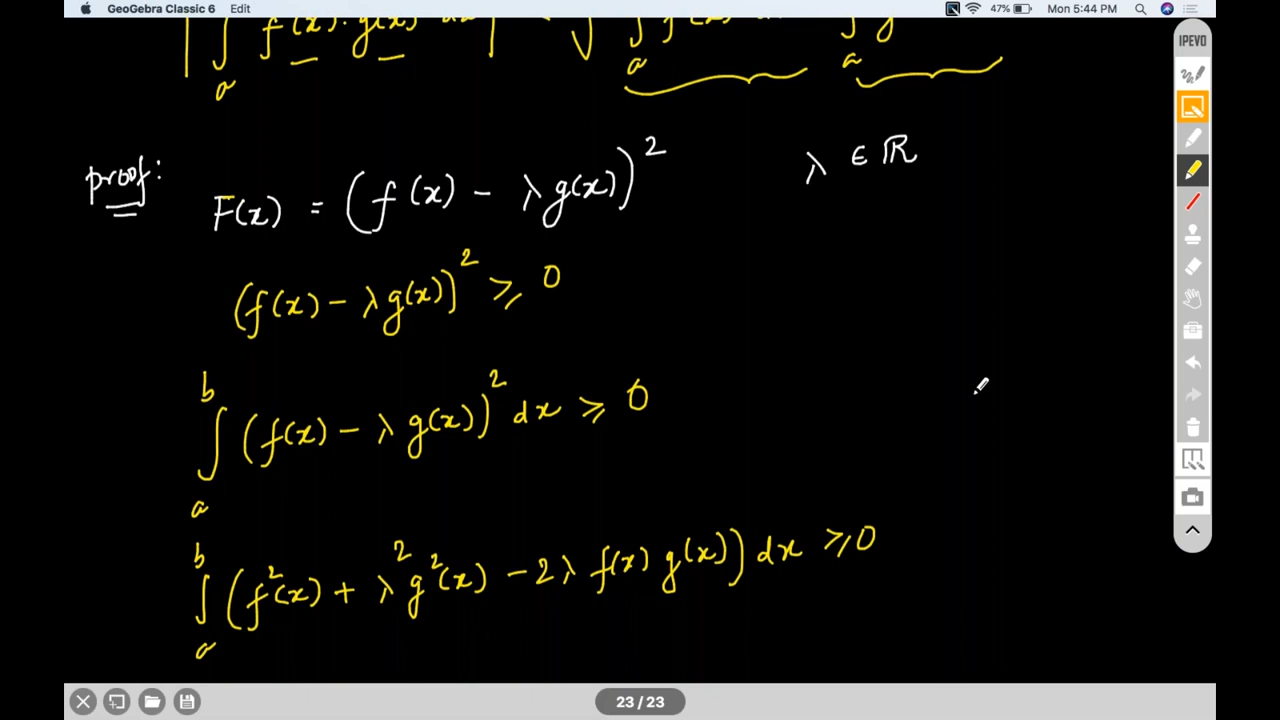 GeoGebra Classic 6 Edit 47% Mon 5:44 PM
| ∫ₐ f(x)·g(x) dx |
IPEVO
proof: F(x) = (f(x) - λg(x))² λ ∈ ℝ
(f(x) - λg(x))² ⩾ 0
∫ₐᵇ (f(x) - λ g(x))² dx ⩾ 0
∫ₐᵇ (f²(x) + λ²g²(x) - 2λ f(x) g(x)) dx ⩾ 0
23 / 23